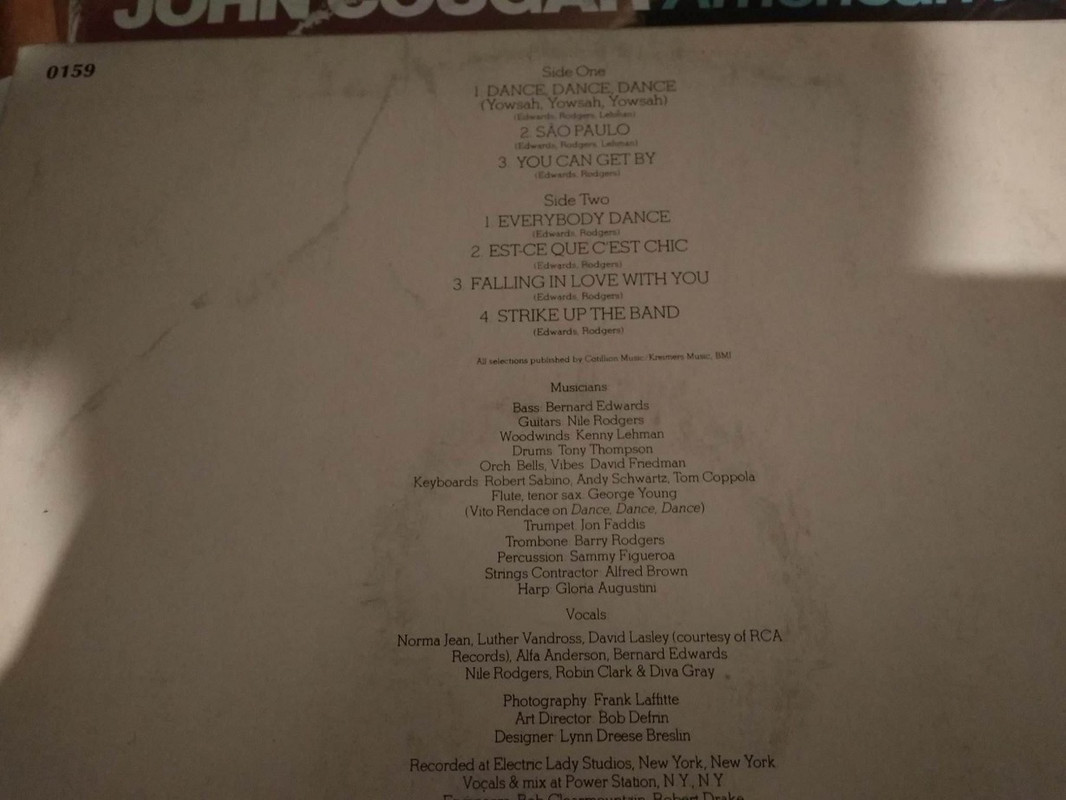 JOHN COUGAR American
0159
Side One
1. DANCE, DANCE, DANCE
(Yowsah, Yowsah, Yowsah)
(Edwards, Rodgers, Lehman)
2. SÃO PAULO
(Edwards, Rodgers, Lehman)
3. YOU CAN GET BY
(Edwards, Rodgers)
Side Two
1. EVERYBODY DANCE
(Edwards, Rodgers)
2. EST-CE QUE C'EST CHIC
(Edwards, Rodgers)
3. FALLING IN LOVE WITH YOU
(Edwards, Rodgers)
4. STRIKE UP THE BAND
(Edwards, Rodgers)
All selections published by Cotillion Music/Kreimers Music, BMI
Musicians:
Bass: Bernard Edwards
Guitars: Nile Rodgers
Woodwinds: Kenny Lehman
Drums: Tony Thompson
Orch. Bells, Vibes: David Friedman
Keyboards: Robert Sabino, Andy Schwartz, Tom Coppola
Flute, tenor sax: George Young
(Vito Rendace on Dance, Dance, Dance)
Trumpet: Jon Faddis
Trombone: Barry Rodgers
Percussion: Sammy Figueroa
Strings Contractor: Alfred Brown
Harp: Gloria Augustini
Vocals:
Norma Jean, Luther Vandross, David Lasley (courtesy of RCA
Records), Alfa Anderson, Bernard Edwards
Nile Rodgers, Robin Clark & Diva Gray
Photography: Frank Laffitte
Art Director: Bob Defrin
Designer: Lynn Dreese Breslin
Recorded at Electric Lady Studios, New York, New York
Vocals & mix at Power Station, N.Y., N.Y.
Engineers: Bob Clearmountain, Robert Drake